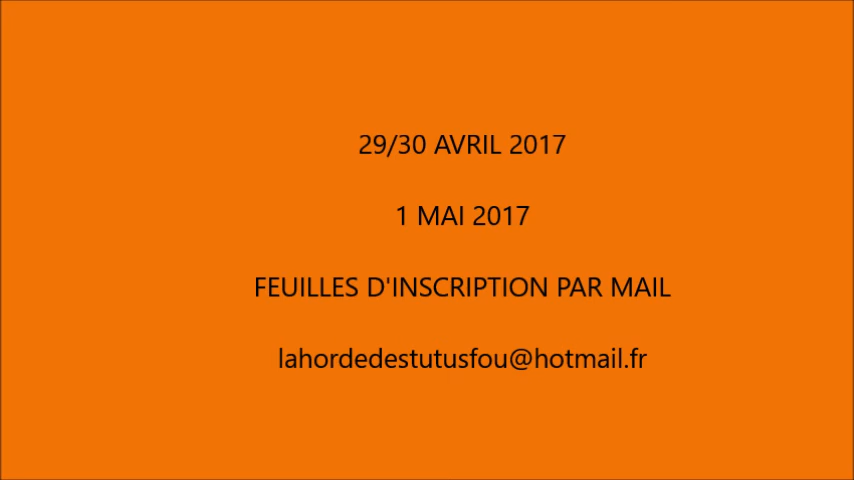 29/30 AVRIL 2017
1 MAI 2017
FEUILLES D'INSCRIPTION PAR MAIL
lahordedestutusfou@hotmail.fr